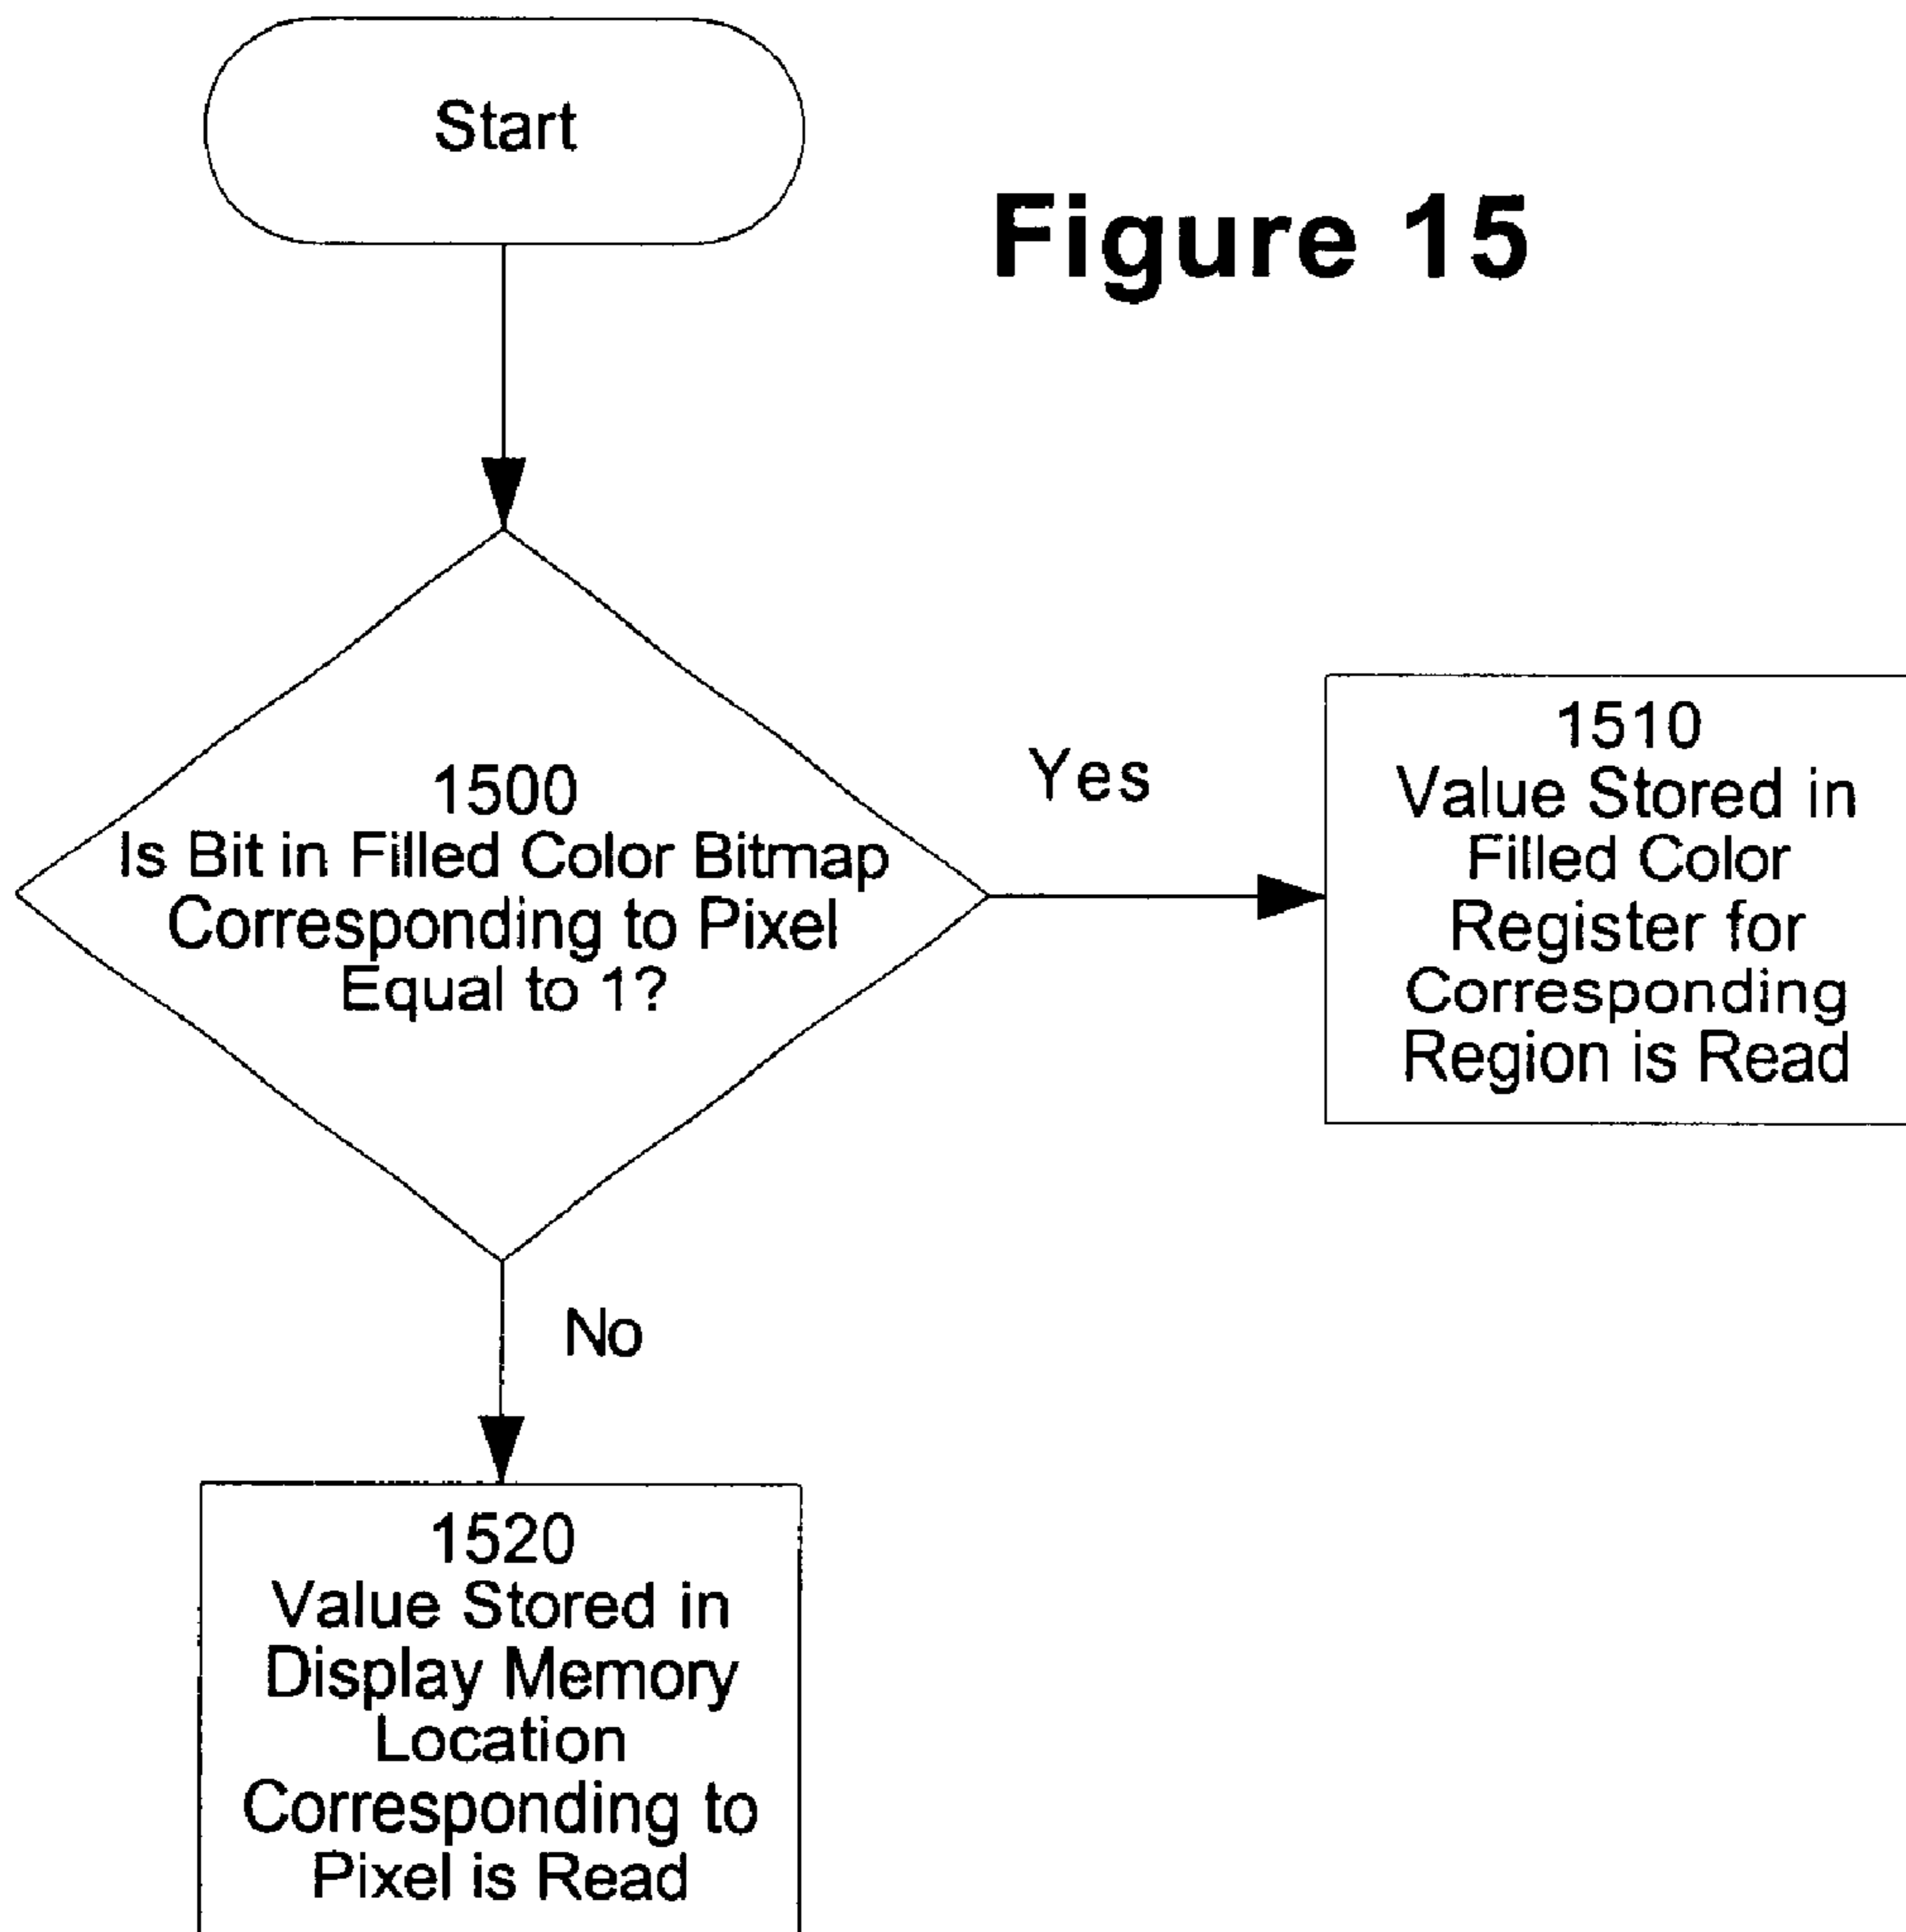 Start
Figure 15
1500
Is Bit in Filled Color Bitmap
Corresponding to Pixel
Equal to 1?
Yes
1510
Value Stored in
Filled Color
Register for
Corresponding
Region is Read
No
1520
Value Stored in
Display Memory
Location
Corresponding to
Pixel is Read